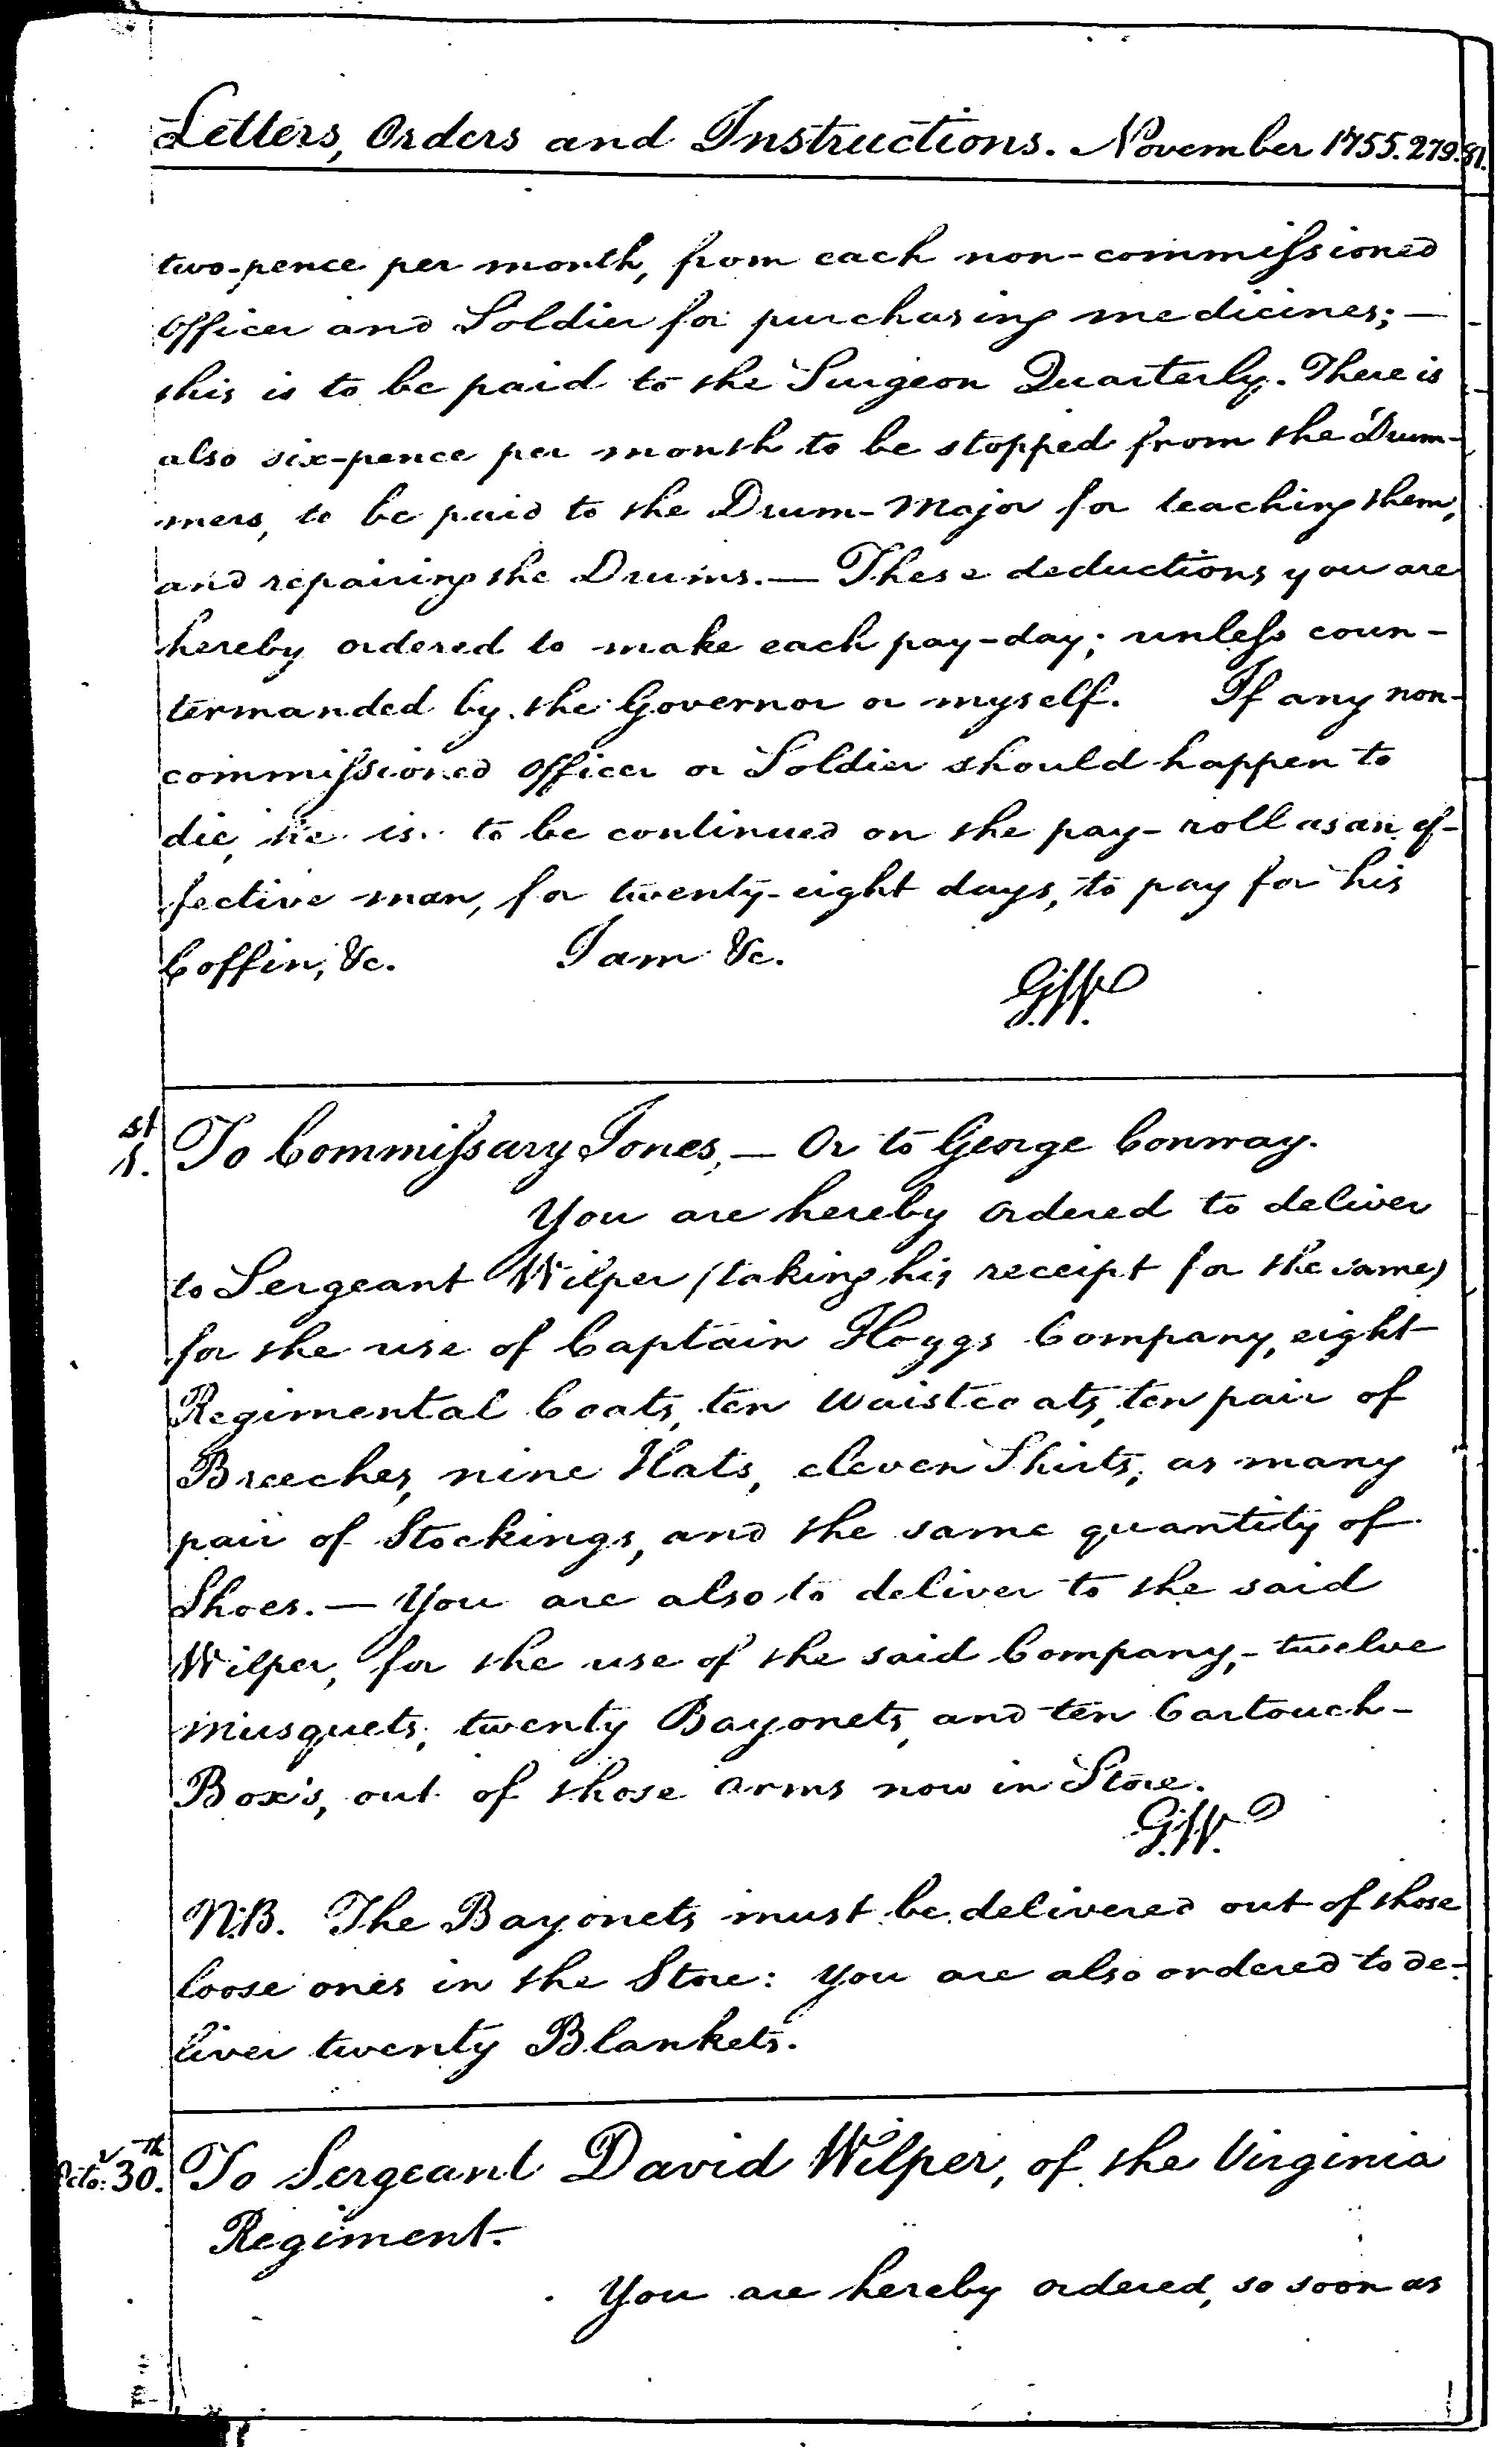 Letters, Orders and Instructions. November 1755. 279. 81.
two-pence per month, from each non-commissioned
Officer and Soldier for purchasing medicines; —
this is to be paid to the Surgeon Quarterly. There is
also six-pence per month to be stopped from the Drum-
mers, to be paid to the Drum-Major for teaching them,
and repairing the Drums. — These deductions you are
hereby ordered to make each pay-day; unless coun-
termanded by the Governor or myself. If any non-
commissioned Officer or Soldier should happen to
die, he is to be continued on the pay-roll as an ef-
fective man, for twenty-eight days, to pay for his
Coffin, &c. I am &c.
G.W.
1st. To Commissary Jones, — Or to George Conway.
You are hereby ordered to deliver
to Sergeant Wilper (taking his receipt for the same)
for the use of Captain Hoggs Company, eight
Regimental Coats, ten Waistcoats, ten pair of
Breeches, nine Hats, eleven Shirts, as many
pair of Stockings, and the same quantity of
Shoes. — You are also to deliver to the said
Wilper, for the use of the said Company, - twelve
Musquets, twenty Bayonets, and ten Cartouch-
Box's, out of those arms now in Store.
G.W.
N.B. The Bayonets must be delivered out of those
loose ones in the Store: You are also ordered to de-
liver twenty Blankets.
Octo: 30.th To Sergeant David Wilper, of the Virginia
Regiment.
You are hereby ordered, so soon as